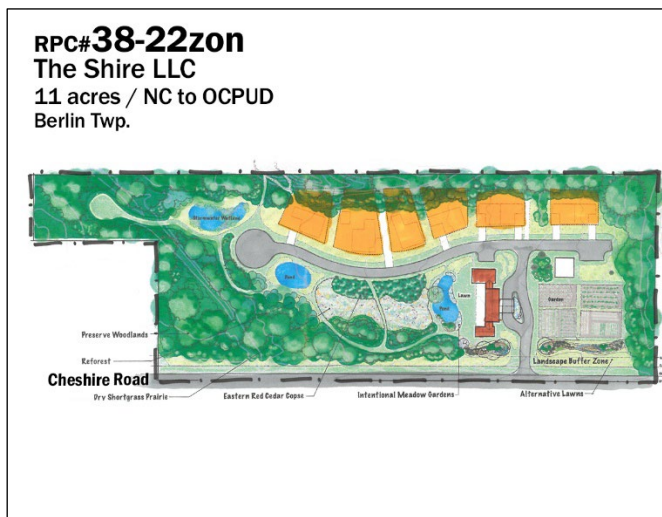 RPC#38-22zon
The Shire LLC
11 acres / NC to OCPUD
Berlin Twp.
Stormwater Wetland
Pond
Lawn
Pond
Garden
Preserve Woodlands
Reforest
Landscape Buffer Zone
Cheshire Road
Dry Shortgrass Prairie
Eastern Red Cedar Copse
Intentional Meadow Gardens
Alternative Lawns